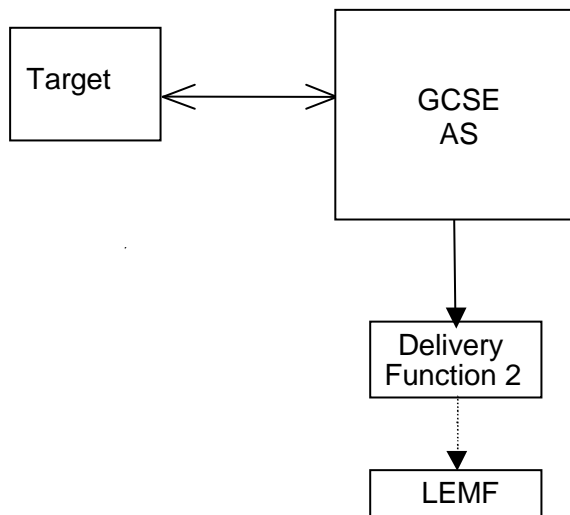 Target
GCSE
AS
Delivery
Function 2
LEMF